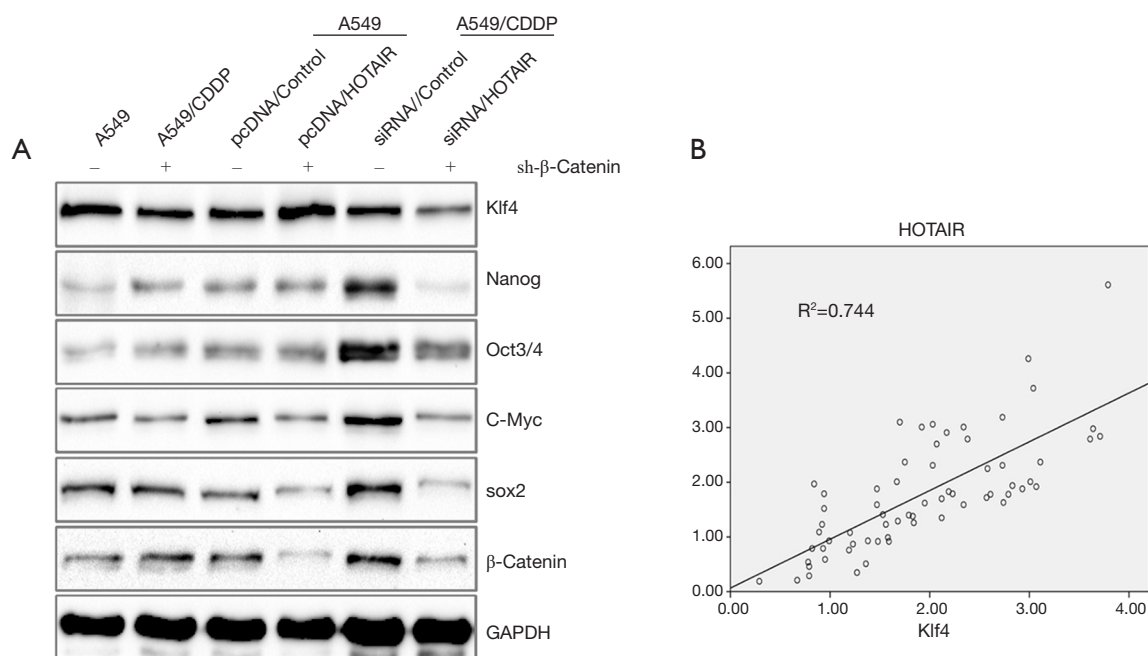 A549
A549/CDDP
A549
A549/CDDP
pcDNA/Control
pcDNA/HOTAIR
siRNA//Control
siRNA/HOTAIR
A
– + – + – + sh-β-Catenin
Klf4
Nanog
Oct3/4
C-Myc
sox2
β-Catenin
GAPDH
B
HOTAIR
6.00
R²=0.744
5.00
4.00
3.00
2.00
1.00
0.00
0.00 1.00 2.00 3.00 4.00
Klf4